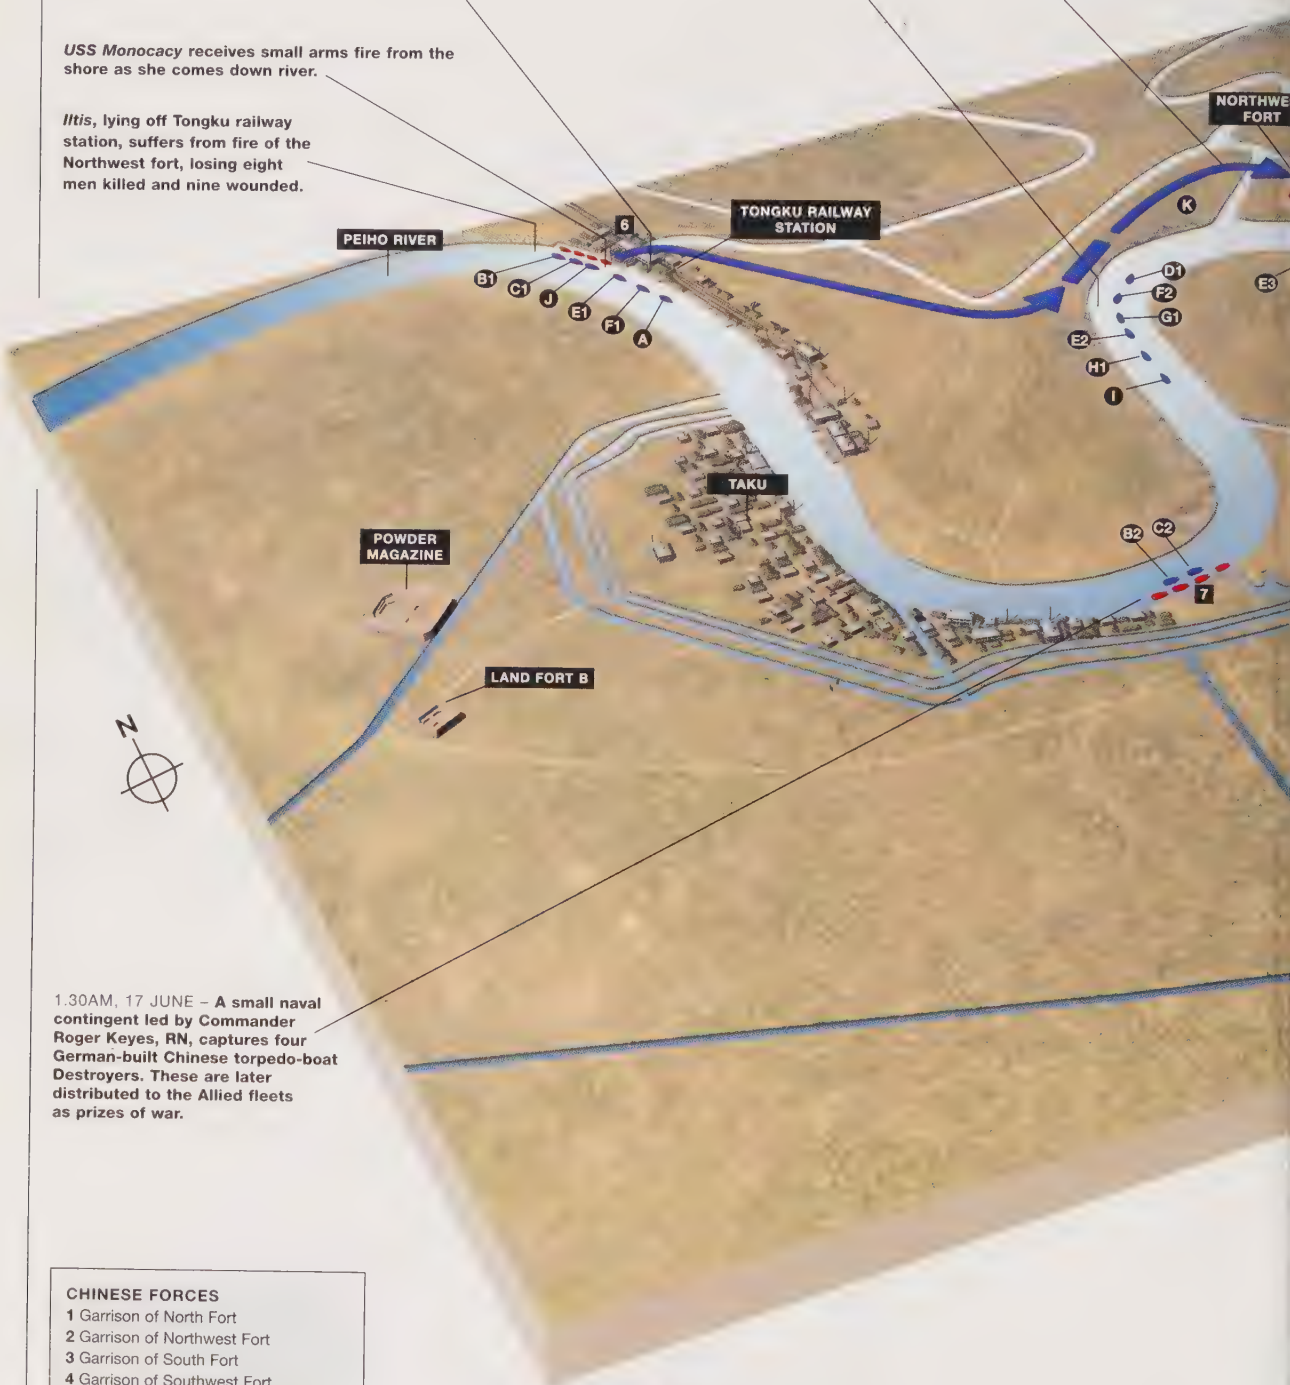 USS Monocacy receives small arms fire from the
shore as she comes down river.
Iltis, lying off Tongku railway
station, suffers from fire of the
Northwest fort, losing eight
men killed and nine wounded.
PEIHO RIVER
6
TONGKU RAILWAY
STATION
FORT
K
B1
C1
J
E1
F1
A
D1
F2
G1
E2
H1
I
E3
TAKU
B2
C2
7
POWDER
MAGAZINE
LAND FORT B
N
1.30AM, 17 JUNE – A small naval
contingent led by Commander
Roger Keyes, RN, captures four
German-built Chinese torpedo-boat
Destroyers. These are later
distributed to the Allied fleets
as prizes of war.
CHINESE FORCES
1 Garrison of North Fort
2 Garrison of Northwest Fort
3 Garrison of South Fort
4 Garrison of Southwest Fort